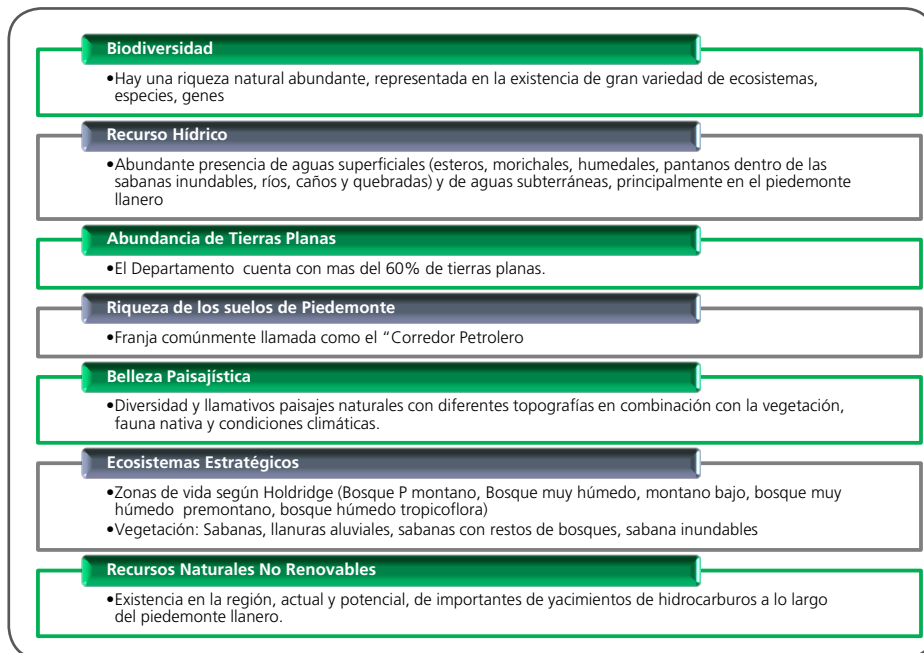 Biodiversidad
•Hay una riqueza natural abundante, representada en la existencia de gran variedad de ecosistemas,
especies, genes
Recurso Hídrico
•Abundante presencia de aguas superficiales (esteros, morichales, humedales, pantanos dentro de las
sabanas inundables, ríos, caños y quebradas) y de aguas subterráneas, principalmente en el piedemonte
llanero
Abundancia de Tierras Planas
•El Departamento cuenta con mas del 60% de tierras planas.
Riqueza de los suelos de Piedemonte
•Franja comúnmente llamada como el “Corredor Petrolero
Belleza Paisajística
•Diversidad y llamativos paisajes naturales con diferentes topografías en combinación con la vegetación,
fauna nativa y condiciones climáticas.
Ecosistemas Estratégicos
•Zonas de vida según Holdridge (Bosque P montano, Bosque muy húmedo, montano bajo, bosque muy
húmedo premontano, bosque húmedo tropicoflora)
•Vegetación: Sabanas, llanuras aluviales, sabanas con restos de bosques, sabana inundables
Recursos Naturales No Renovables
•Existencia en la región, actual y potencial, de importantes de yacimientos de hidrocarburos a lo largo
del piedemonte llanero.